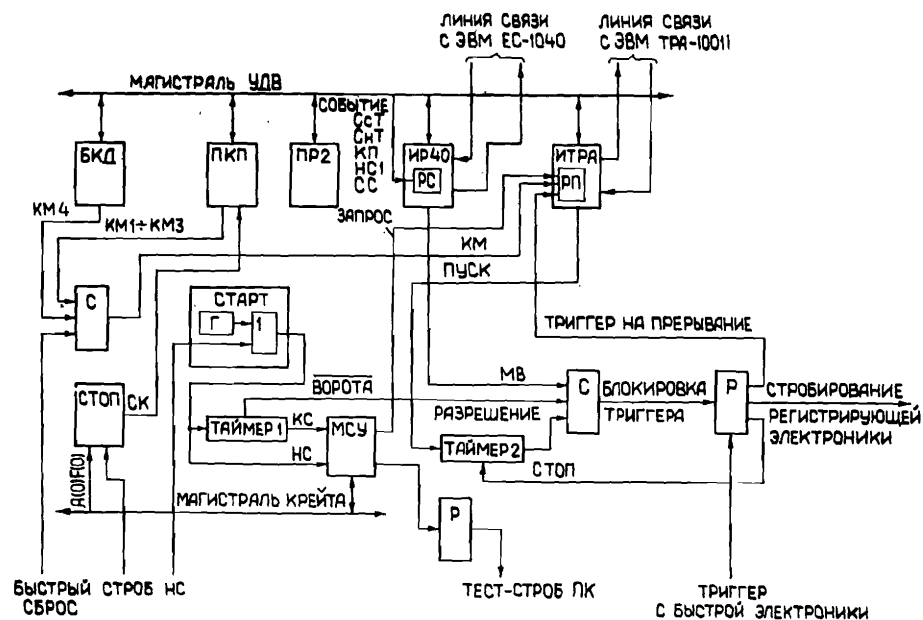 ЛИНИЯ СВЯЗИ
С ЭВМ ЕС-1040
ЛИНИЯ СВЯЗИ
С ЭВМ ТРА-1001i
МАГИСТРАЛЬ УДВ
СОБЫТИЕ
СсТ
СнТ
КП
НС1
СС
БКД
ПКП
ПР2
ИР40
РС
ИТРА
РП
КМ4
КМ1÷КМ3
ЗАПРОС
КМ
ПУСК
С
СТАРТ
Г
1
ТРИГГЕР НА ПРЕРЫВАНИЕ
СТОП
СК
ВОРОТА
МВ
С
БЛОКИРОВКА
ТРИГГЕРА
Р
СТРОБИРОВАНИЕ
РЕГИСТРИРУЮЩЕЙ
ЭЛЕКТРОНИКИ
ТАЙМЕР 1
КС
НС
МСУ
РАЗРЕШЕНИЕ
ТАЙМЕР 2
СТОП
A(0)F(0)
МАГИСТРАЛЬ КРЕЙТА
Р
БЫСТРЫЙ
СБРОС
СТРОБ
НС
ТЕСТ-СТРОБ ПК
ТРИГГЕР
С БЫСТРОЙ ЭЛЕКТРОНИКИ